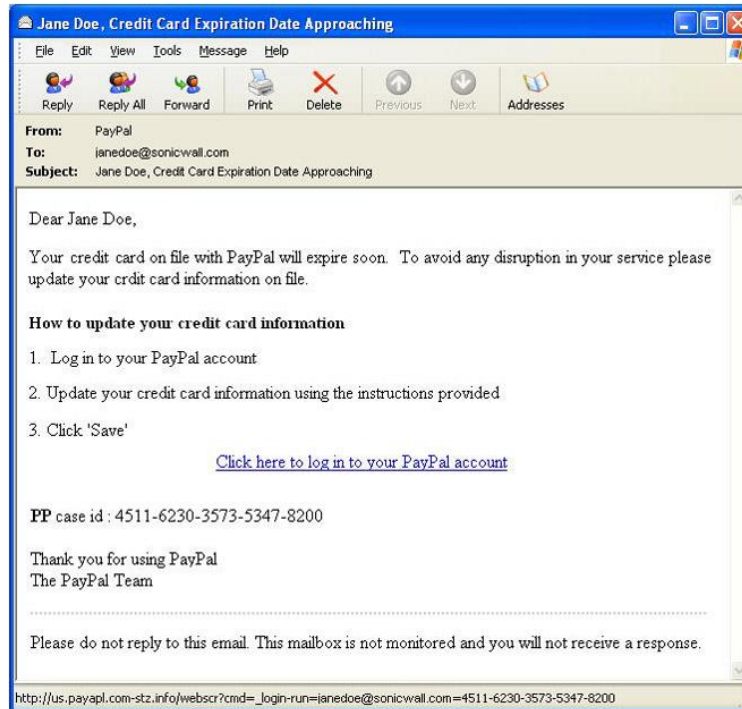 Jane Doe, Credit Card Expiration Date Approaching
File Edit View Tools Message Help
Reply Reply All Forward Print Delete Previous Next Addresses
From: PayPal
To: janedoe@sonicwall.com
Subject: Jane Doe, Credit Card Expiration Date Approaching
Dear Jane Doe,
Your credit card on file with PayPal will expire soon. To avoid any disruption in your service please
update your crdit card information on file.
How to update your credit card information
1. Log in to your PayPal account
2. Update your credit card information using the instructions provided
3. Click 'Save'
Click here to log in to your PayPal account
PP case id : 4511-6230-3573-5347-8200
Thank you for using PayPal
The PayPal Team
Please do not reply to this email. This mailbox is not monitored and you will not receive a response.
http://us.payapl.com-stz.info/webscr?cmd=_login-run=janedoe@sonicwall.com=4511-6230-3573-5347-8200